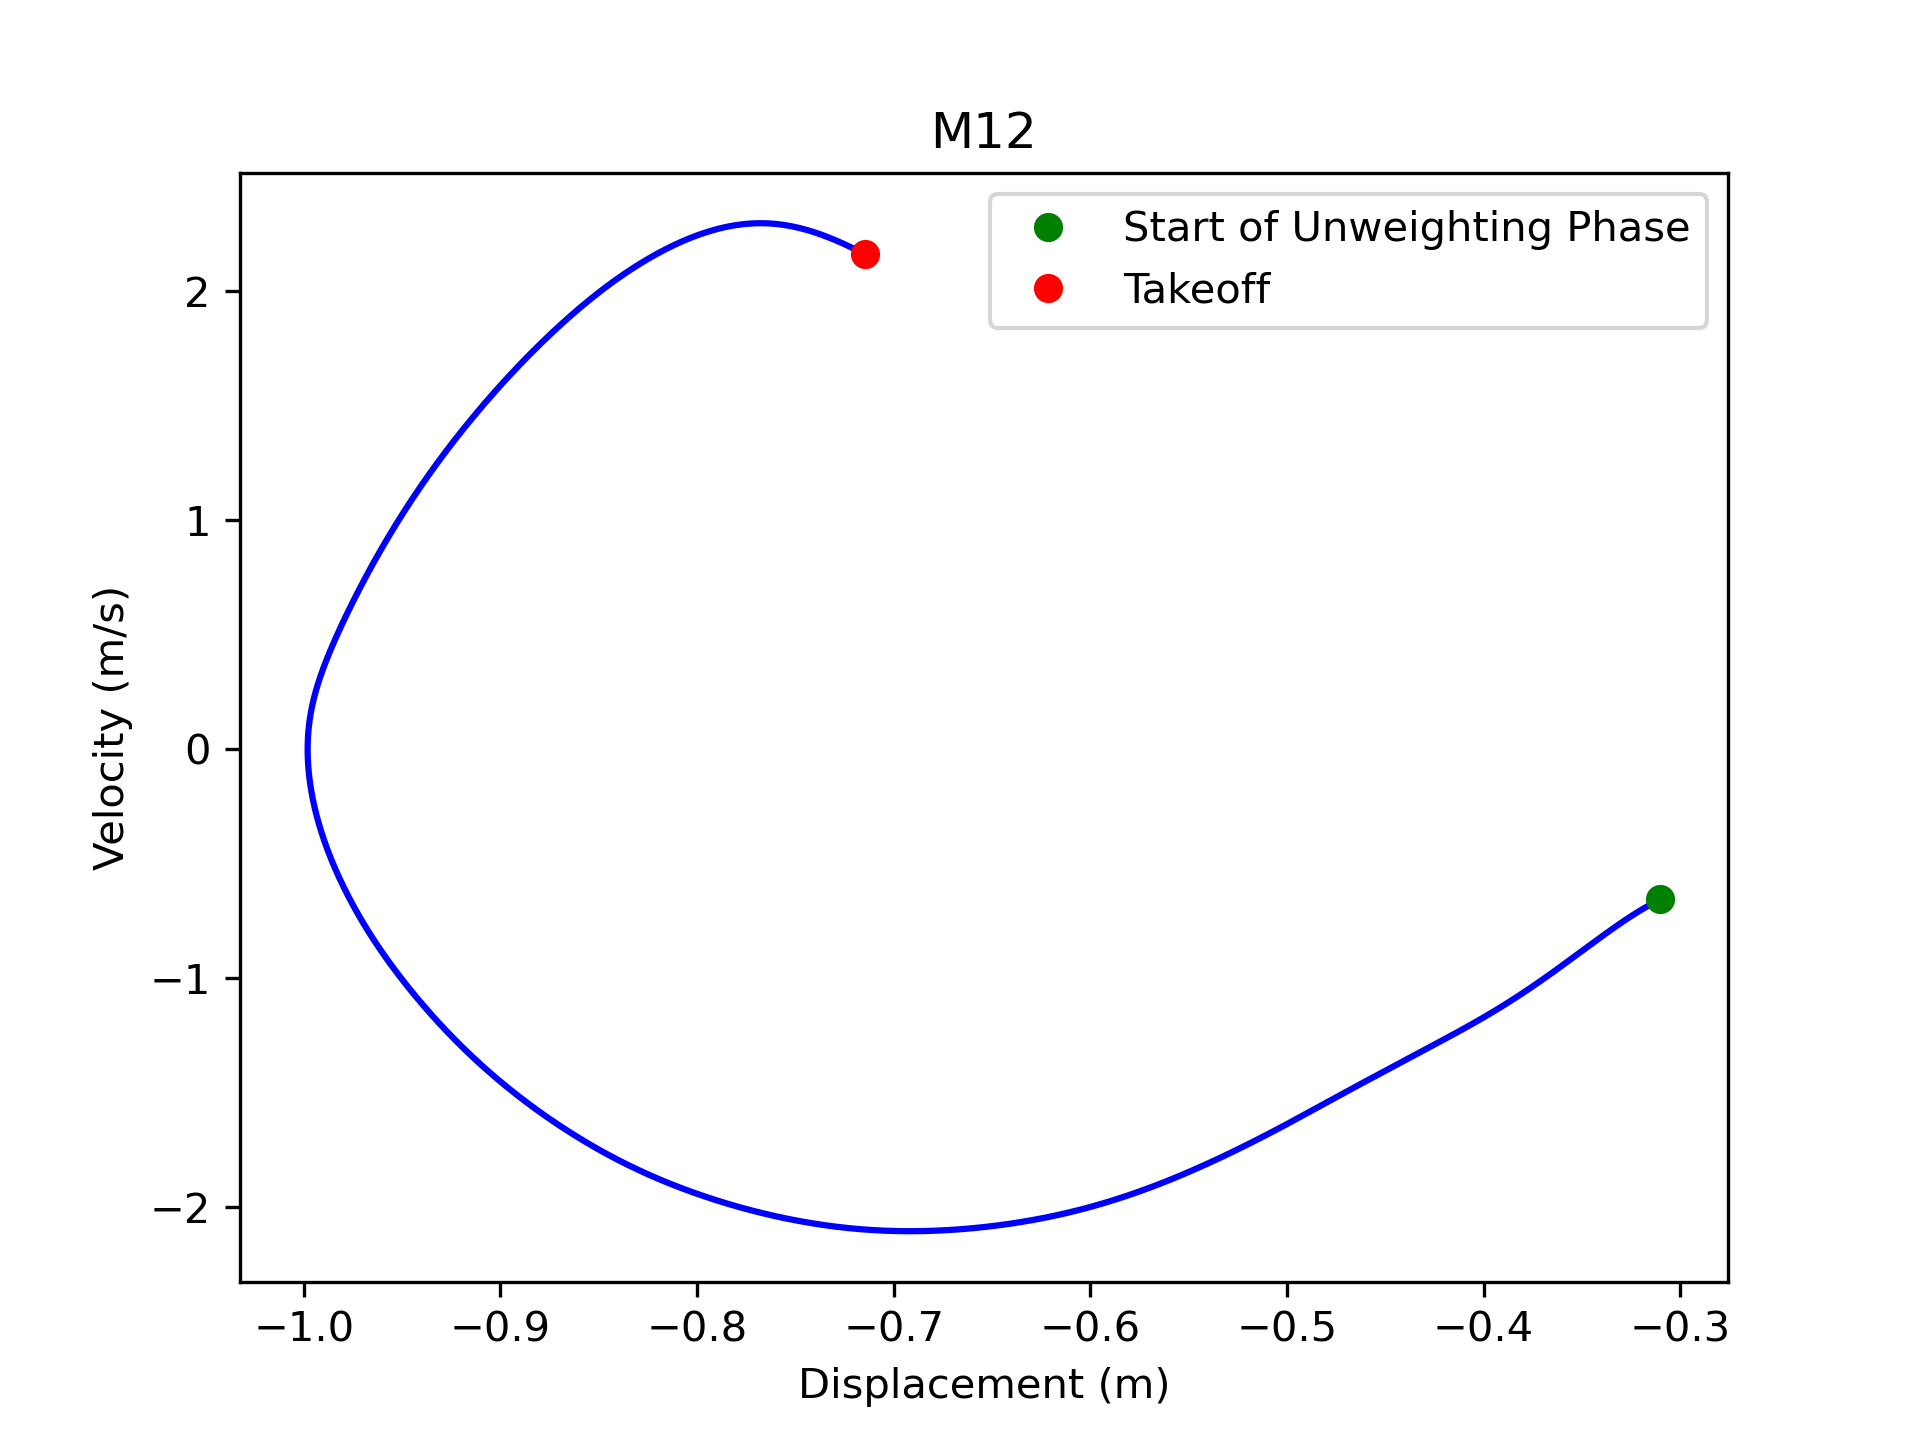 M12
Start of Unweighting Phase
Takeoff
2
1
0
−1
−2
Velocity (m/s)
−1.0 −0.9 −0.8 −0.7 −0.6 −0.5 −0.4 −0.3
Displacement (m)